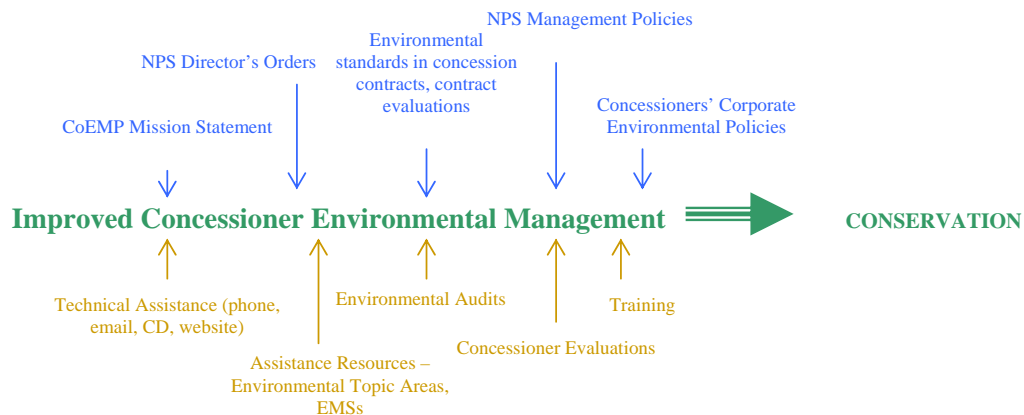 NPS Management Policies
Environmental
standards in concession
contracts, contract
evaluations
NPS Director’s Orders
Concessioners’ Corporate
Environmental Policies
CoEMP Mission Statement
Improved Concessioner Environmental Management
CONSERVATION
Technical Assistance (phone,
email, CD, website)
Environmental Audits
Training
Concessioner Evaluations
Assistance Resources –
Environmental Topic Areas,
EMSs